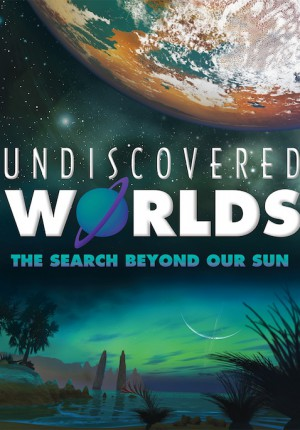 UNDISCOVERED
WORLDS
THE SEARCH BEYOND OUR SUN